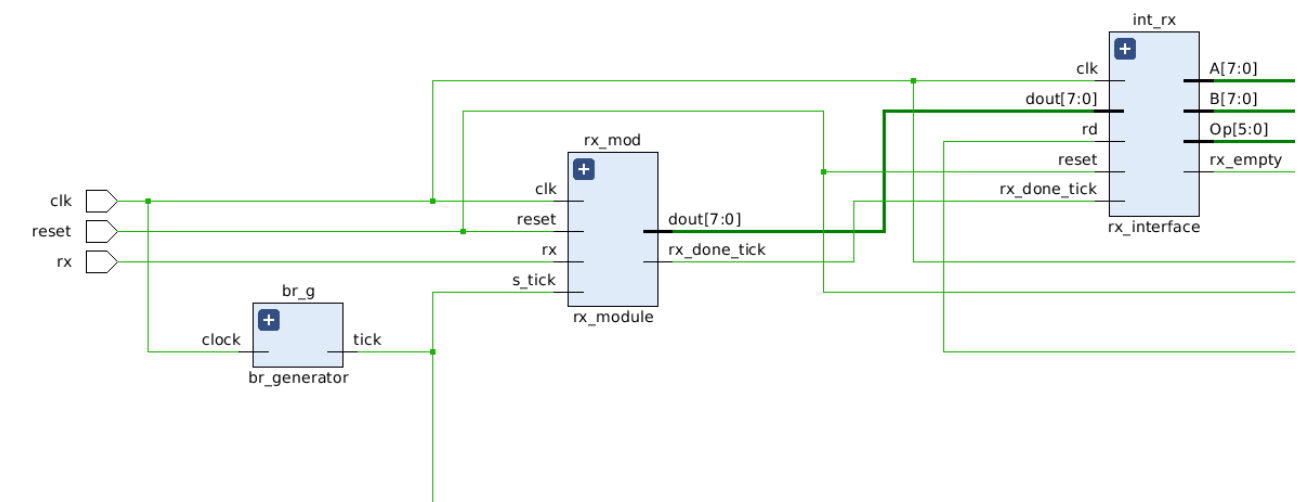 int_rx
clk
dout[7:0]
rd
reset
rx_done_tick
A[7:0]
B[7:0]
Op[5:0]
rx_empty
rx_interface
rx_mod
clk
reset
rx
s_tick
dout[7:0]
rx_done_tick
rx_module
clk
reset
rx
br_g
clock
tick
br_generator